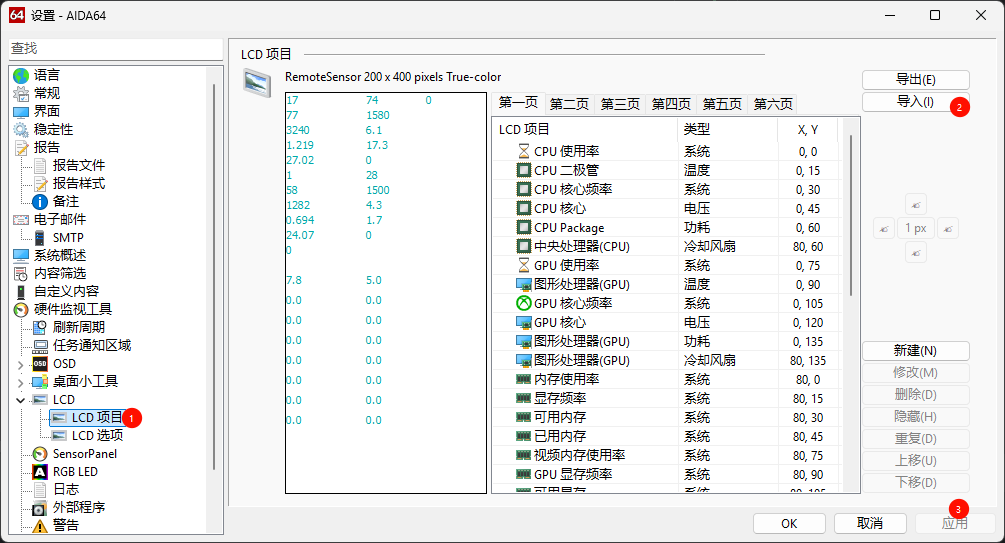 64 设置 - AIDA64
查找
语言
常规
界面
稳定性
报告
报告文件
报告样式
备注
电子邮件
SMTP
系统概述
内容筛选
自定义内容
硬件监视工具
刷新周期
任务通知区域
OSD OSD
桌面小工具
LCD
LCD 项目 1
LCD 选项
SensorPanel
RGB LED
日志
外部程序
警告
LCD 项目
RemoteSensor 200 x 400 pixels True-color
17 74 0
77 1580
3240 6.1
1.219 17.3
27.02 0
1 28
58 1500
1282 4.3
0.694 1.7
24.07 0
0
7.8 5.0
0.0 0.0
0.0 0.0
0.0 0.0
0.0 0.0
0.0 0.0
0.0 0.0
0.0 0.0
第一页 第二页 第三页 第四页 第五页 第六页
LCD 项目 类型 X, Y
CPU 使用率 系统 0, 0
CPU 二极管 温度 0, 15
CPU 核心频率 系统 0, 30
CPU 核心 电压 0, 45
CPU Package 功耗 0, 60
中央处理器(CPU) 冷却风扇 80, 60
GPU 使用率 系统 0, 75
图形处理器(GPU) 温度 0, 90
GPU 核心频率 系统 0, 105
GPU 核心 电压 0, 120
图形处理器(GPU) 功耗 0, 135
图形处理器(GPU) 冷却风扇 80, 135
内存使用率 系统 80, 0
显存频率 系统 80, 15
可用内存 系统 80, 30
已用内存 系统 80, 45
视频内存使用率 系统 80, 75
GPU 显存频率 系统 80, 90
可用显存 系统 80, 105
导出(E)
导入(I) 2
1 px
新建(N)
修改(M)
删除(D)
隐藏(H)
重复(D)
上移(U)
下移(D)
3
OK 取消 应用